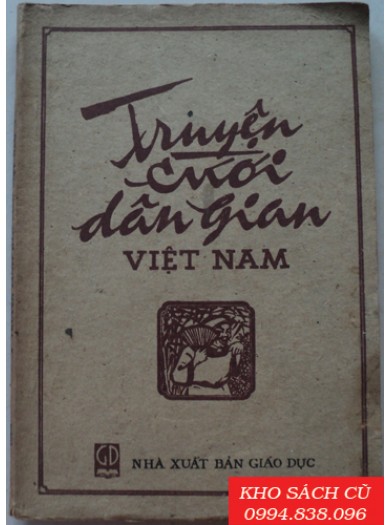 Truyện
cười
dân gian
VIỆT NAM
GD
NHÀ XUẤT BẢN GIÁO DỤC
KHO SÁCH CŨ
0994.838.096